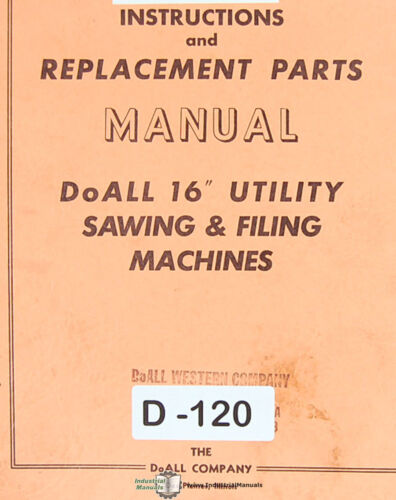 INSTRUCTIONS
and
REPLACEMENT PARTS
MANUAL
DoALL 16" UTILITY
SAWING & FILING
MACHINES
DoALL WESTERN COMPANY
D -120
THE
DoALL COMPANY
Industrial
Manuals
Illinois